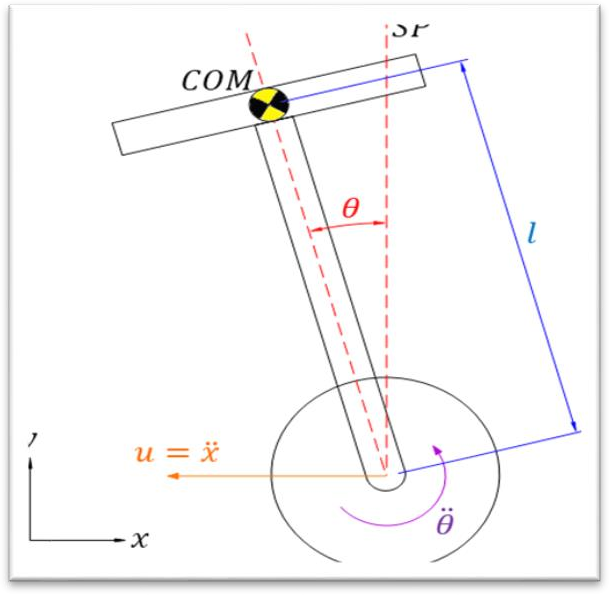 SP
COM
θ
l
u = ẍ
θ̈
x